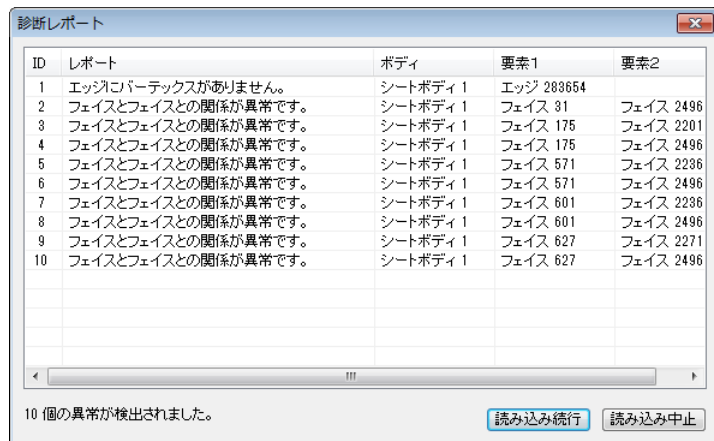 診断レポート
ID レポート ボディ 要素1 要素2
1 エッジにバーテックスがありません。 シートボディ 1 エッジ 283654
2 フェイスとフェイスとの関係が異常です。 シートボディ 1 フェイス 31 フェイス 2496
3 フェイスとフェイスとの関係が異常です。 シートボディ 1 フェイス 175 フェイス 2201
4 フェイスとフェイスとの関係が異常です。 シートボディ 1 フェイス 175 フェイス 2496
5 フェイスとフェイスとの関係が異常です。 シートボディ 1 フェイス 571 フェイス 2236
6 フェイスとフェイスとの関係が異常です。 シートボディ 1 フェイス 571 フェイス 2496
7 フェイスとフェイスとの関係が異常です。 シートボディ 1 フェイス 601 フェイス 2236
8 フェイスとフェイスとの関係が異常です。 シートボディ 1 フェイス 601 フェイス 2496
9 フェイスとフェイスとの関係が異常です。 シートボディ 1 フェイス 627 フェイス 2271
10 フェイスとフェイスとの関係が異常です。 シートボディ 1 フェイス 627 フェイス 2496
10 個の異常が検出されました。 読み込み続行 読み込み中止